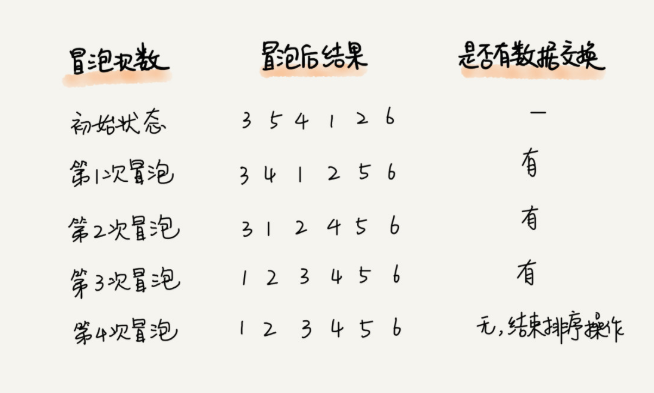 冒泡次数 冒泡后结果 是否有数据交换
初始状态 3 5 4 1 2 6 —
第1次冒泡 3 4 1 2 5 6 有
第2次冒泡 3 1 2 4 5 6 有
第3次冒泡 1 2 3 4 5 6 有
第4次冒泡 1 2 3 4 5 6 无,结束排序操作